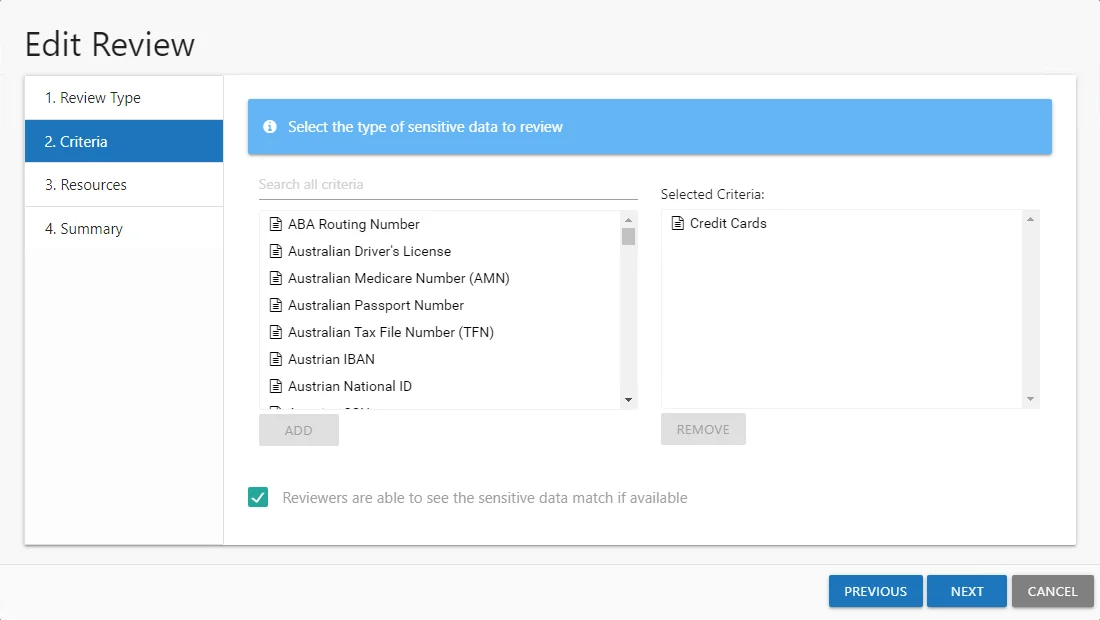 Edit Review
1. Review Type
2. Criteria
3. Resources
4. Summary
Select the type of sensitive data to review
Search all criteria
ABA Routing Number
Australian Driver's License
Australian Medicare Number (AMN)
Australian Passport Number
Australian Tax File Number (TFN)
Austrian IBAN
Austrian National ID
ADD
Selected Criteria:
Credit Cards
REMOVE
Reviewers are able to see the sensitive data match if available
PREVIOUS
NEXT
CANCEL